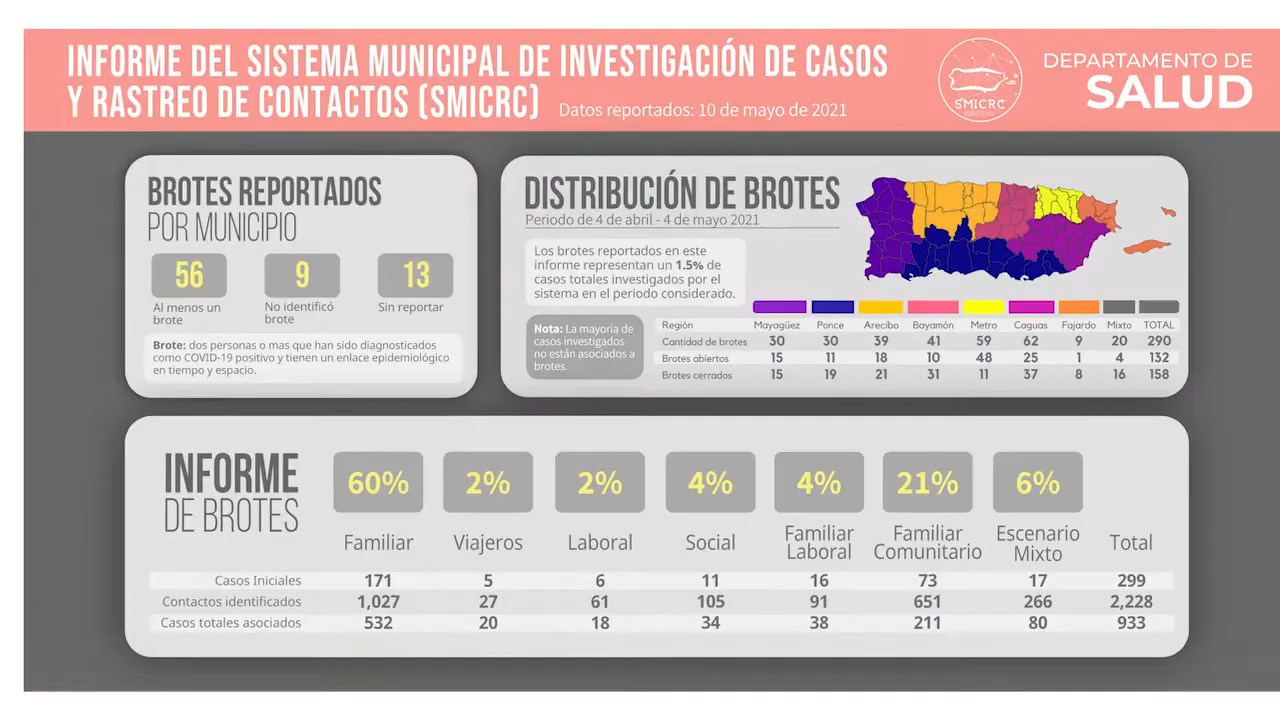 INFORME DEL SISTEMA MUNICIPAL DE INVESTIGACIÓN DE CASOS
Y RASTREO DE CONTACTOS (SMICRC) Datos reportados: 10 de mayo de 2021
SMICRC
DEPARTAMENTO DE
SALUD
BROTES REPORTADOS
POR MUNICIPIO
56 9 13
Al menos un brote No identificó brote Sin reportar
Brote: dos personas o mas que han sido diagnosticados
como COVID-19 positivo y tienen un enlace epidemiológico
en tiempo y espacio.
DISTRIBUCIÓN DE BROTES
Periodo de 4 de abril - 4 de mayo 2021
Los brotes reportados en este
informe representan un 1.5% de
casos totales investigados por el
sistema en el periodo considerado.
Nota: La mayoria de
casos investigados
no están asociados a
brotes.
Región Mayagüez Ponce Arecibo Bayamón Metro Caguas Fajardo Mixto TOTAL
Cantidad de brotes 30 30 39 41 59 62 9 20 290
Brotes abiertos 15 11 18 10 48 25 1 4 132
Brotes cerrados 15 19 21 31 11 37 8 16 158
INFORME
DE BROTES
60% 2% 2% 4% 4% 21% 6%
Familiar Viajeros Laboral Social Familiar Laboral Familiar Comunitario Escenario Mixto Total
Casos Iniciales 171 5 6 11 16 73 17 299
Contactos identificados 1,027 27 61 105 91 651 266 2,228
Casos totales asociados 532 20 18 34 38 211 80 933